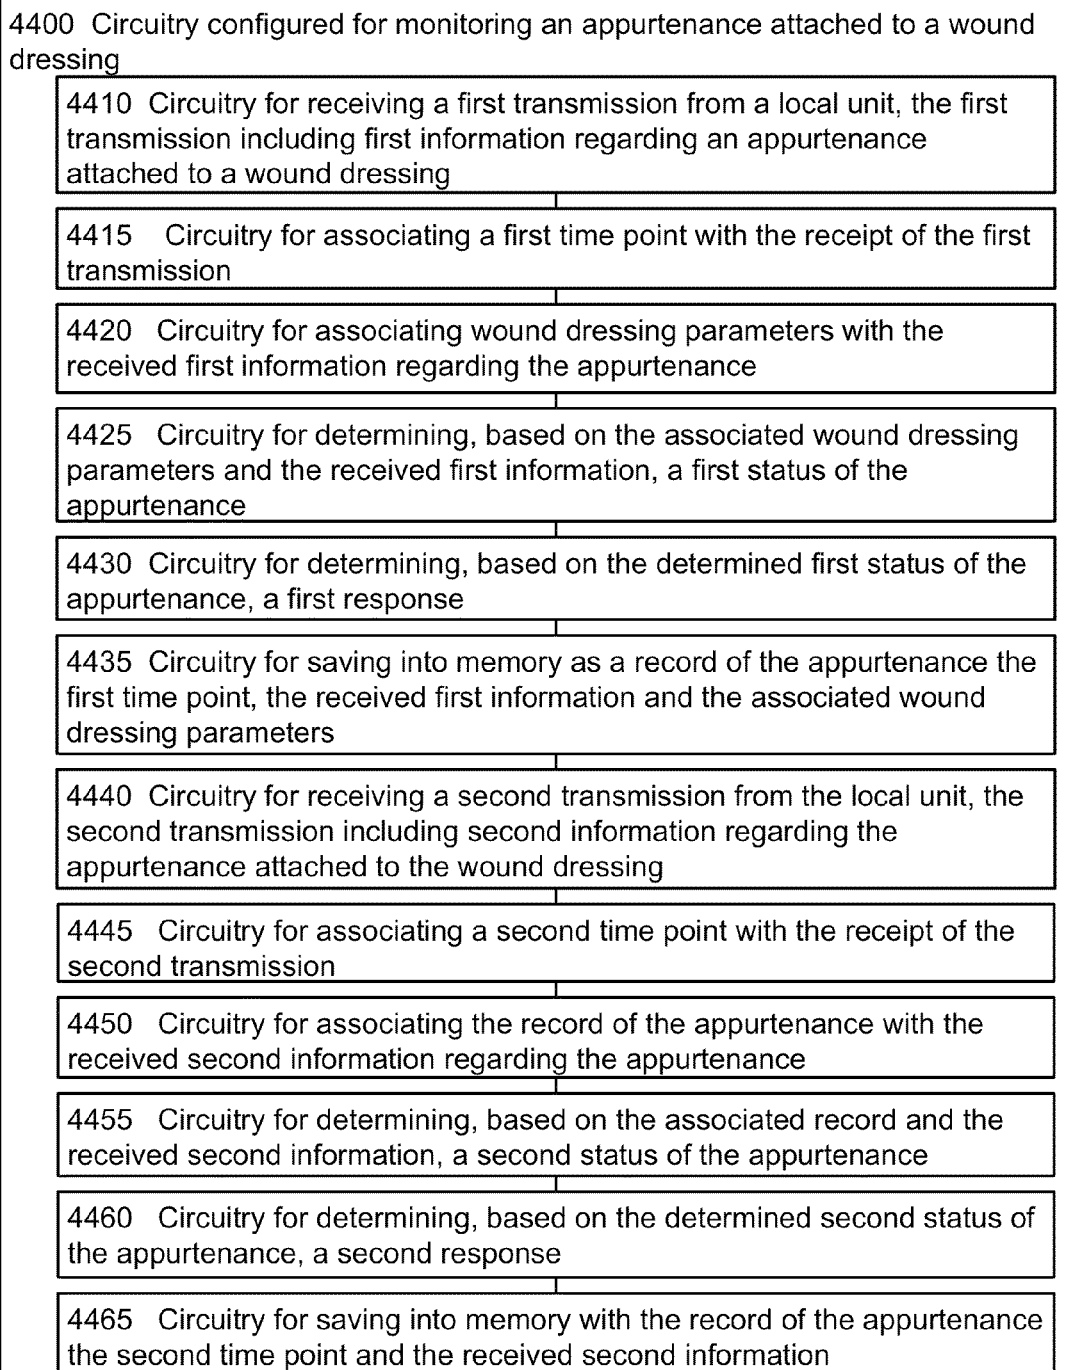 4400 Circuitry configured for monitoring an appurtenance attached to a wound
dressing
4410 Circuitry for receiving a first transmission from a local unit, the first
transmission including first information regarding an appurtenance
attached to a wound dressing
4415 Circuitry for associating a first time point with the receipt of the first
transmission
4420 Circuitry for associating wound dressing parameters with the
received first information regarding the appurtenance
4425 Circuitry for determining, based on the associated wound dressing
parameters and the received first information, a first status of the
appurtenance
4430 Circuitry for determining, based on the determined first status of the
appurtenance, a first response
4435 Circuitry for saving into memory as a record of the appurtenance the
first time point, the received first information and the associated wound
dressing parameters
4440 Circuitry for receiving a second transmission from the local unit, the
second transmission including second information regarding the
appurtenance attached to the wound dressing
4445 Circuitry for associating a second time point with the receipt of the
second transmission
4450 Circuitry for associating the record of the appurtenance with the
received second information regarding the appurtenance
4455 Circuitry for determining, based on the associated record and the
received second information, a second status of the appurtenance
4460 Circuitry for determining, based on the determined second status of
the appurtenance, a second response
4465 Circuitry for saving into memory with the record of the appurtenance
the second time point and the received second information